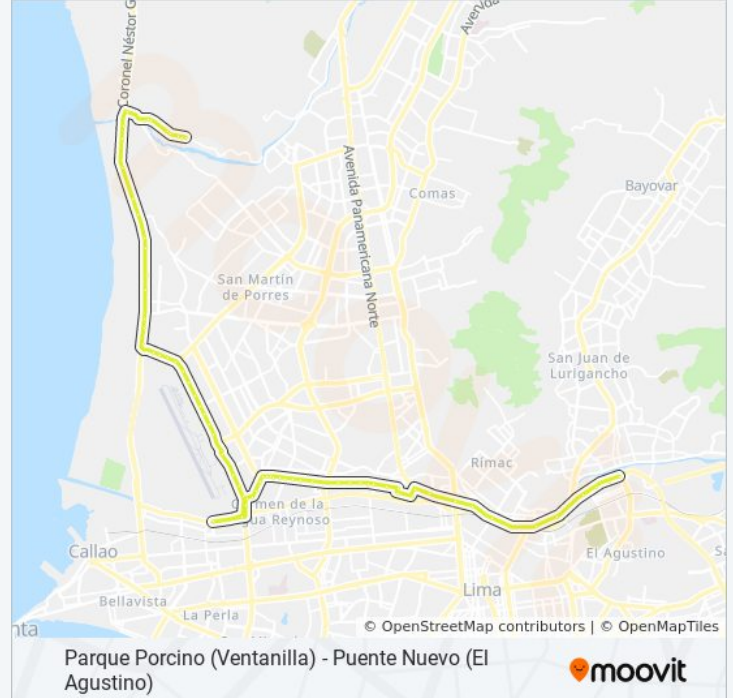 Coronel Néstor G
Avenida
Avenida Panamericana Norte
Comas
Bayovar
San Martín
de Porres
San Juan de
Lurigancho
Rímac
Carmen de la
gua Reynoso
Callao
El Agustino
S
Bellavista
Lima
La Perla
nta
© OpenStreetMap contributors | © OpenMapTiles
Parque Porcino (Ventanilla) - Puente Nuevo (El
Agustino)
moovit